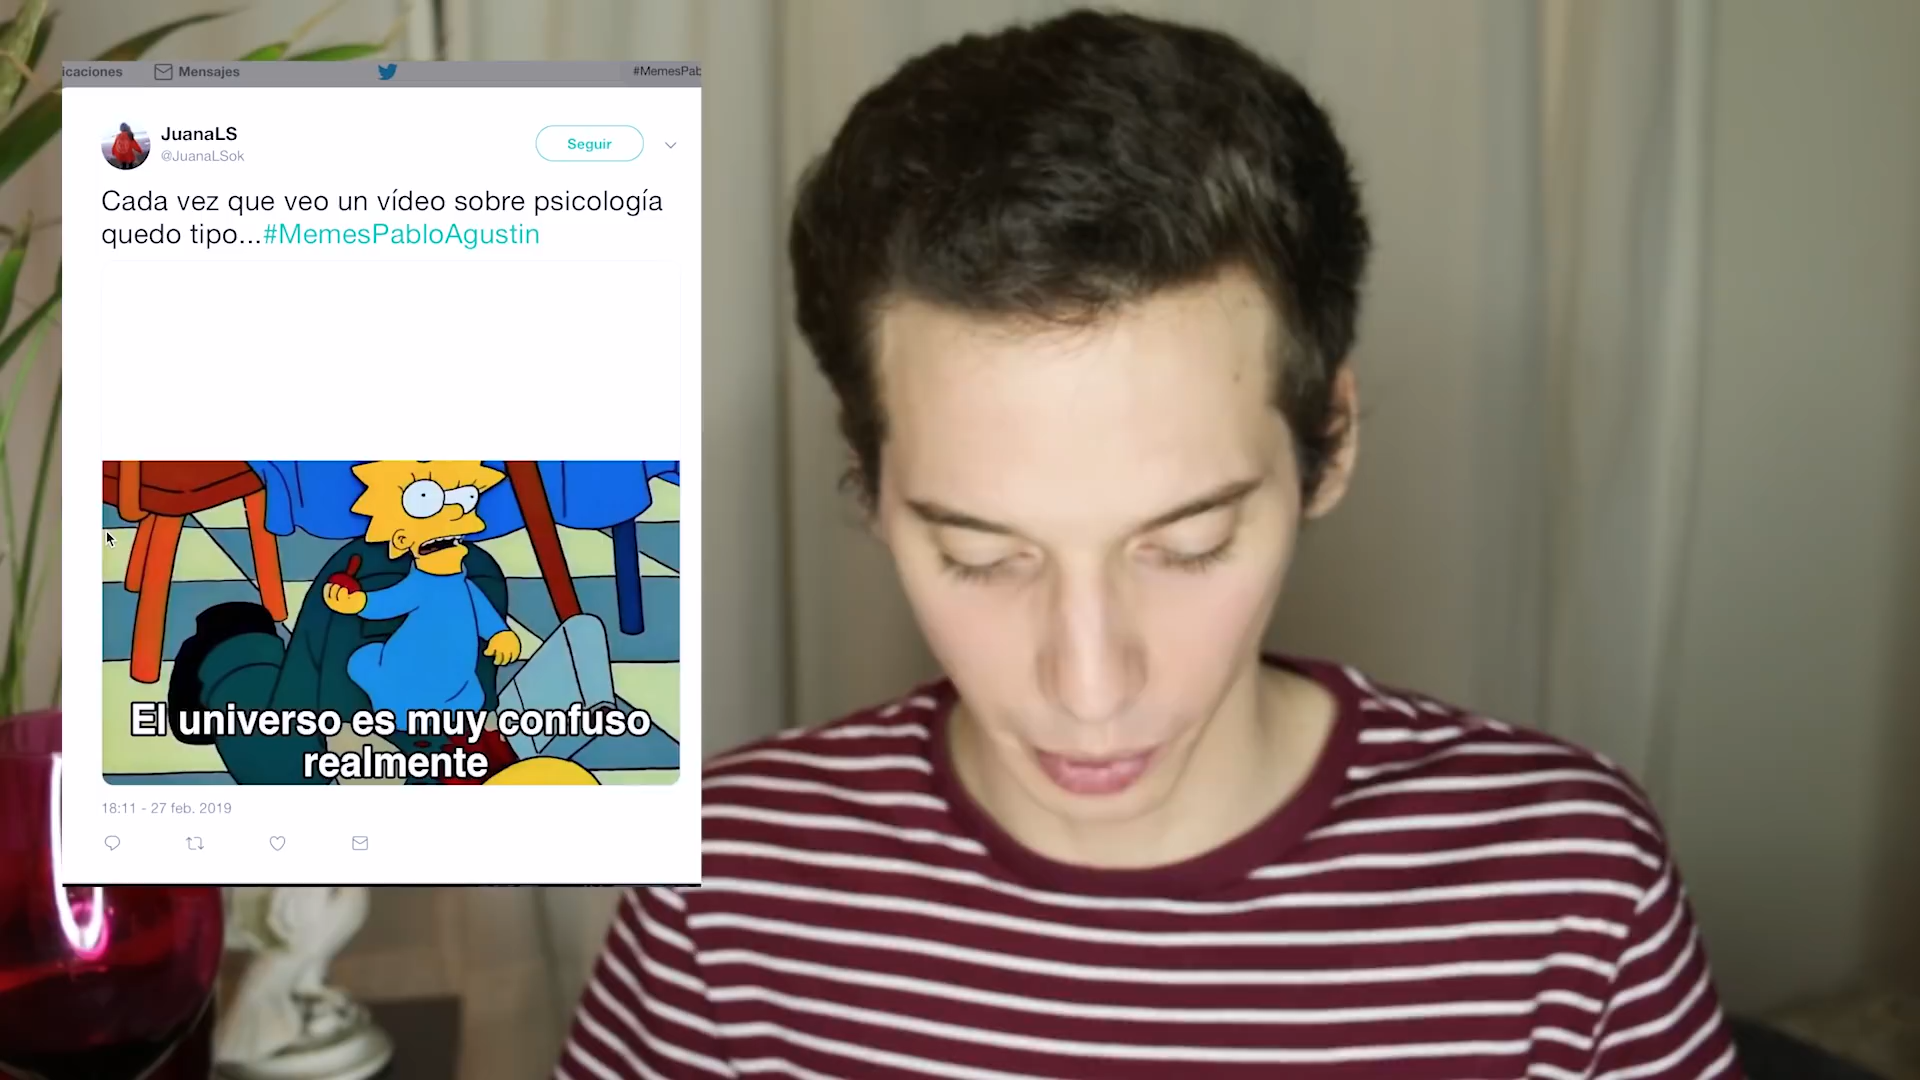 icaciones Mensajes #MemesPab
JuanaLS
@JuanaLSok
Seguir
Cada vez que veo un vídeo sobre psicología
quedo tipo...#MemesPabloAgustin
El universo es muy confuso
realmente
18:11 - 27 feb. 2019